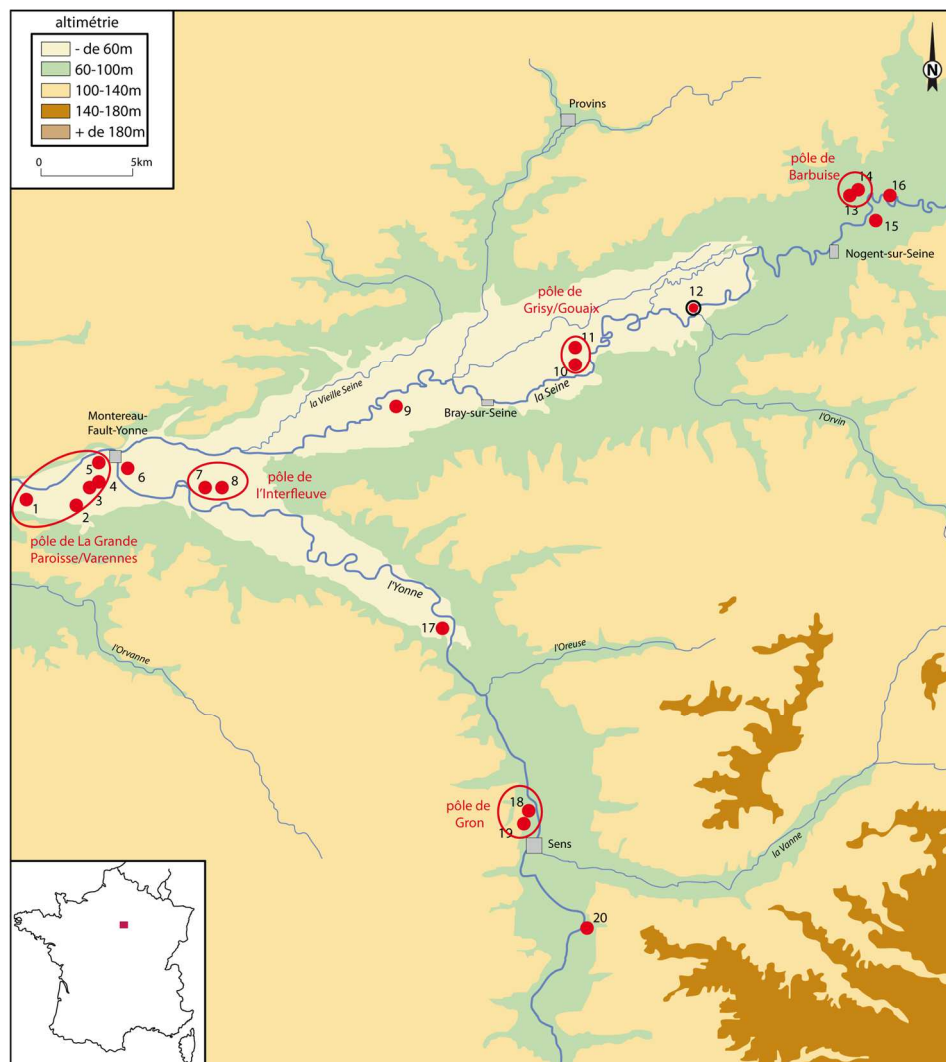 altimétrie
- de 60m
60-100m
100-140m
140-180m
+ de 180m
0 5km
N
Provins
pôle de
Barbuise
14
16
13
15
Nogent-sur-Seine
pôle de
Grisy/Gouaix
12
11
10
la Seine
la Vieille Seine
9
Bray-sur-Seine
l'Orvin
Montereau-
Fault-Yonne
5
6
4
3
7
8
1
2
pôle de
l'Interfleuve
pôle de La Grande
Paroisse/Varennes
l'Yonne
17
l'Orvanne
l'Oreuse
pôle de
Gron
18
19
Sens
la Vanne
20